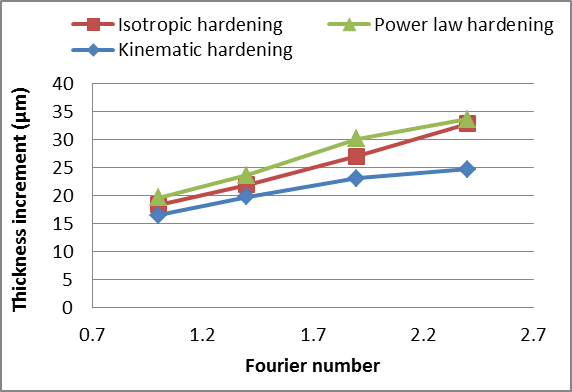 Isotropic hardening
Power law hardening
Kinematic hardening
40
35
30
25
20
15
10
5
0
Thickness increment (µm)
0.7 1.2 1.7 2.2 2.7
Fourier number